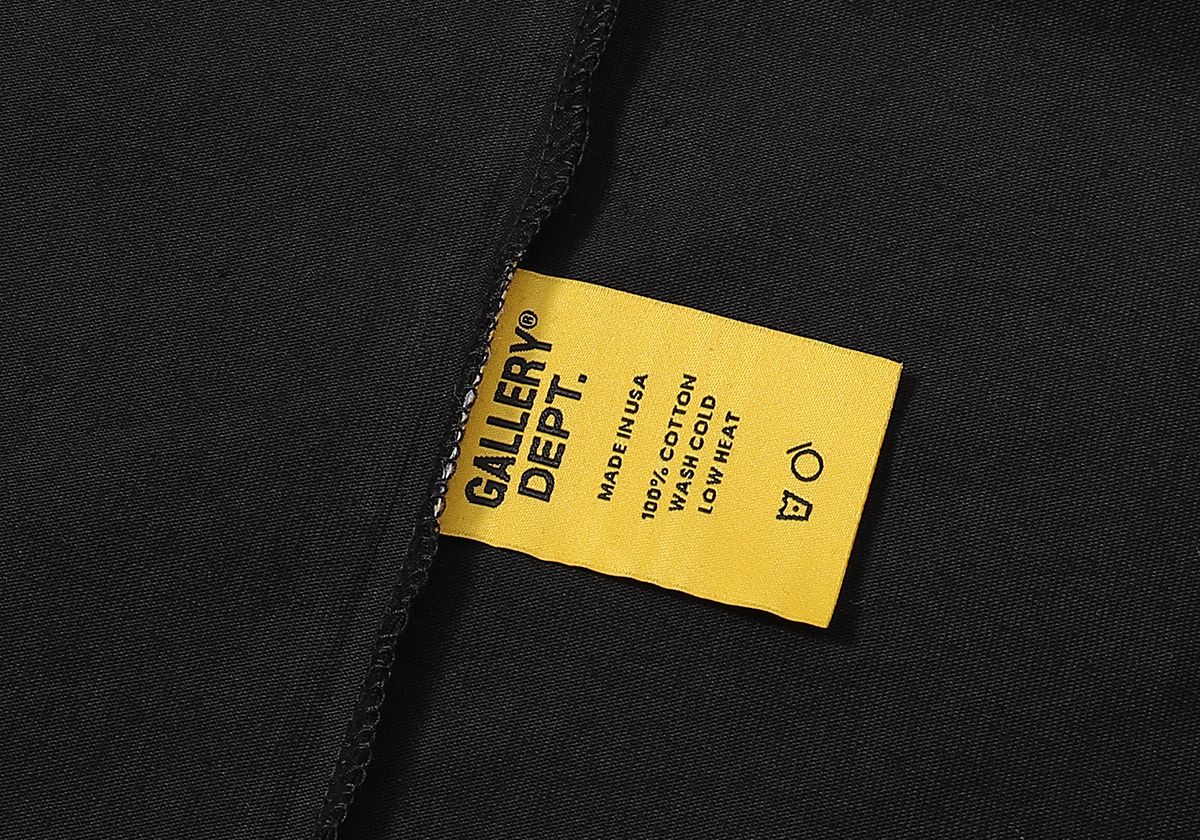 GALLERY®
DEPT.
MADE IN USA
100% COTTON
WASH COLD
LOW HEAT